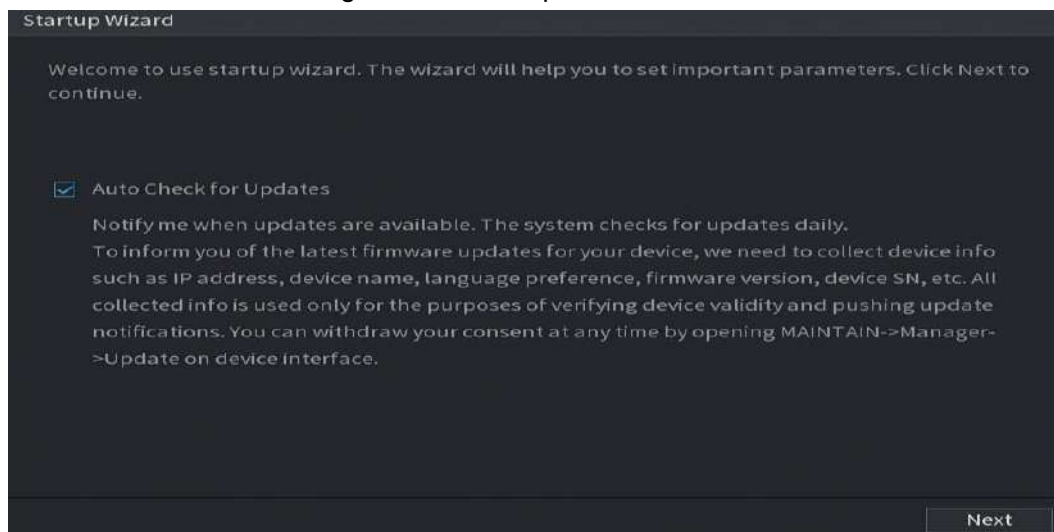 Startup Wizard
Welcome to use startup wizard. The wizard will help you to set important parameters. Click Next to
continue.
Auto Check for Updates
Notify me when updates are available. The system checks for updates daily.
To inform you of the latest firmware updates for your device, we need to collect device info
such as IP address, device name, language preference, firmware version, device SN, etc. All
collected info is used only for the purposes of verifying device validity and pushing update
notifications. You can withdraw your consent at any time by opening MAINTAIN->Manager-
>Update on device interface.
Next